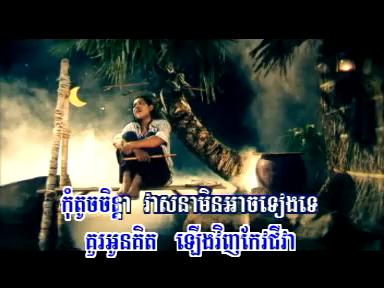 កុំតូចចិត្តា វាសនាមិនអាចទៀងទេ
គួរអូនគិត ឡើងវិញកែវជីវា